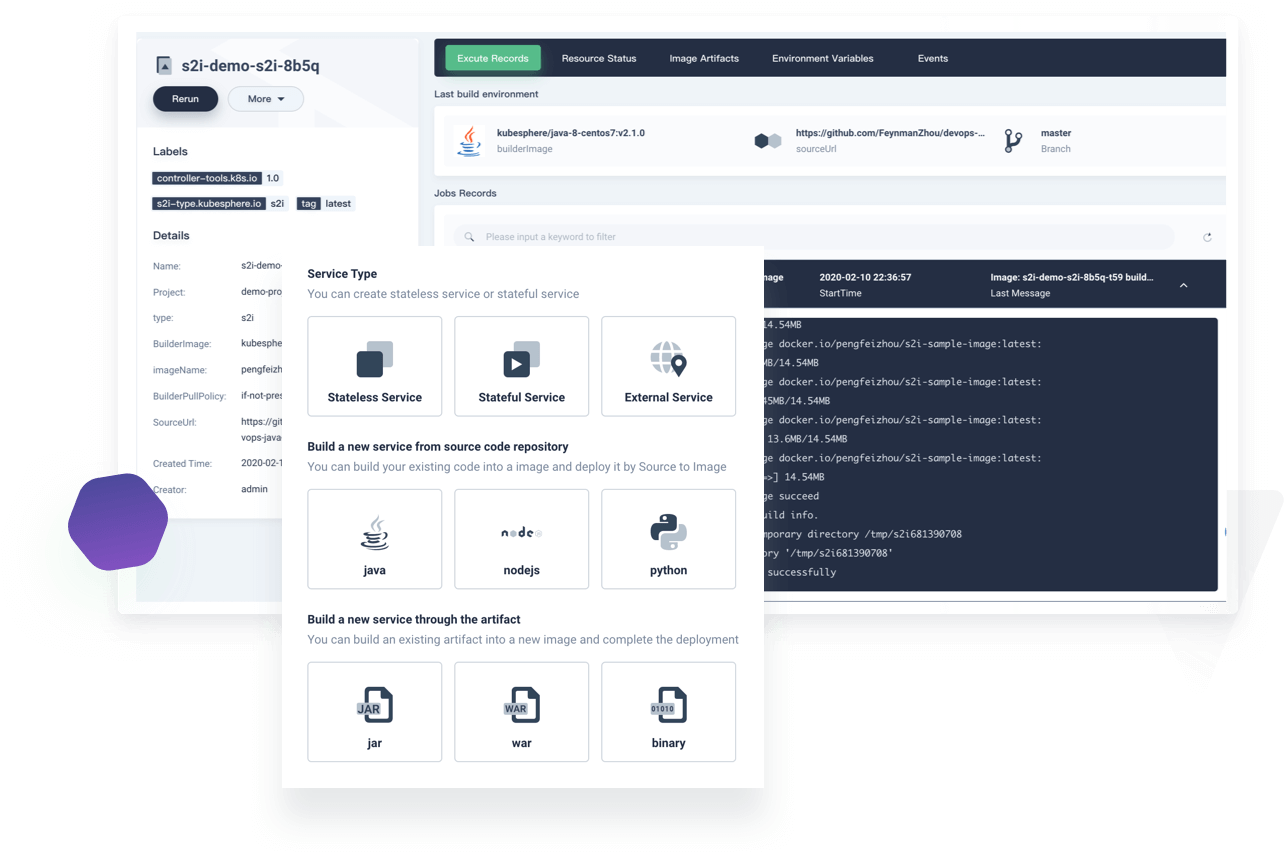 s2i-demo-s2i-8b5q
Rerun
More
Labels
controller-tools.k8s.io 1.0
s2i-type.kubesphere.io s2i tag latest
Details
Name: s2i-demo-
Project: demo-pro
type: s2i
BuilderImage: kubesphe
imageName: pengfeizh
BuilderPullPolicy: if-not-pres
SourceUrl: https://git
vops-java
Created Time: 2020-02-1
Creator: admin
Excute Records Resource Status Image Artifacts Environment Variables Events
Last build environment
kubesphere/java-8-centos7:v2.1.0
builderImage
https://github.com/FeynmanZhou/devops-...
sourceUrl
master
Branch
Jobs Records
Please input a keyword to filter
nage
2020-02-10 22:36:57
StartTime
Image: s2i-demo-s2i-8b5q-t59 build...
Last Message
14.54MB
ge docker.io/pengfeizhou/s2i-sample-image:latest:
MB/14.54MB
ge docker.io/pengfeizhou/s2i-sample-image:latest:
45MB/14.54MB
ge docker.io/pengfeizhou/s2i-sample-image:latest:
13.6MB/14.54MB
ge docker.io/pengfeizhou/s2i-sample-image:latest:
=>] 14.54MB
ge succeed
uild info.
mporary directory /tmp/s2i681390708
ory '/tmp/s2i681390708'
successfully
Service Type
You can create stateless service or stateful service
Stateless Service
Stateful Service
External Service
Build a new service from source code repository
You can build your existing code into a image and deploy it by Source to Image
java
node
nodejs
python
Build a new service through the artifact
You can build an existing artifact into a new image and complete the deployment
JAR
jar
WAR
war
01010
binary